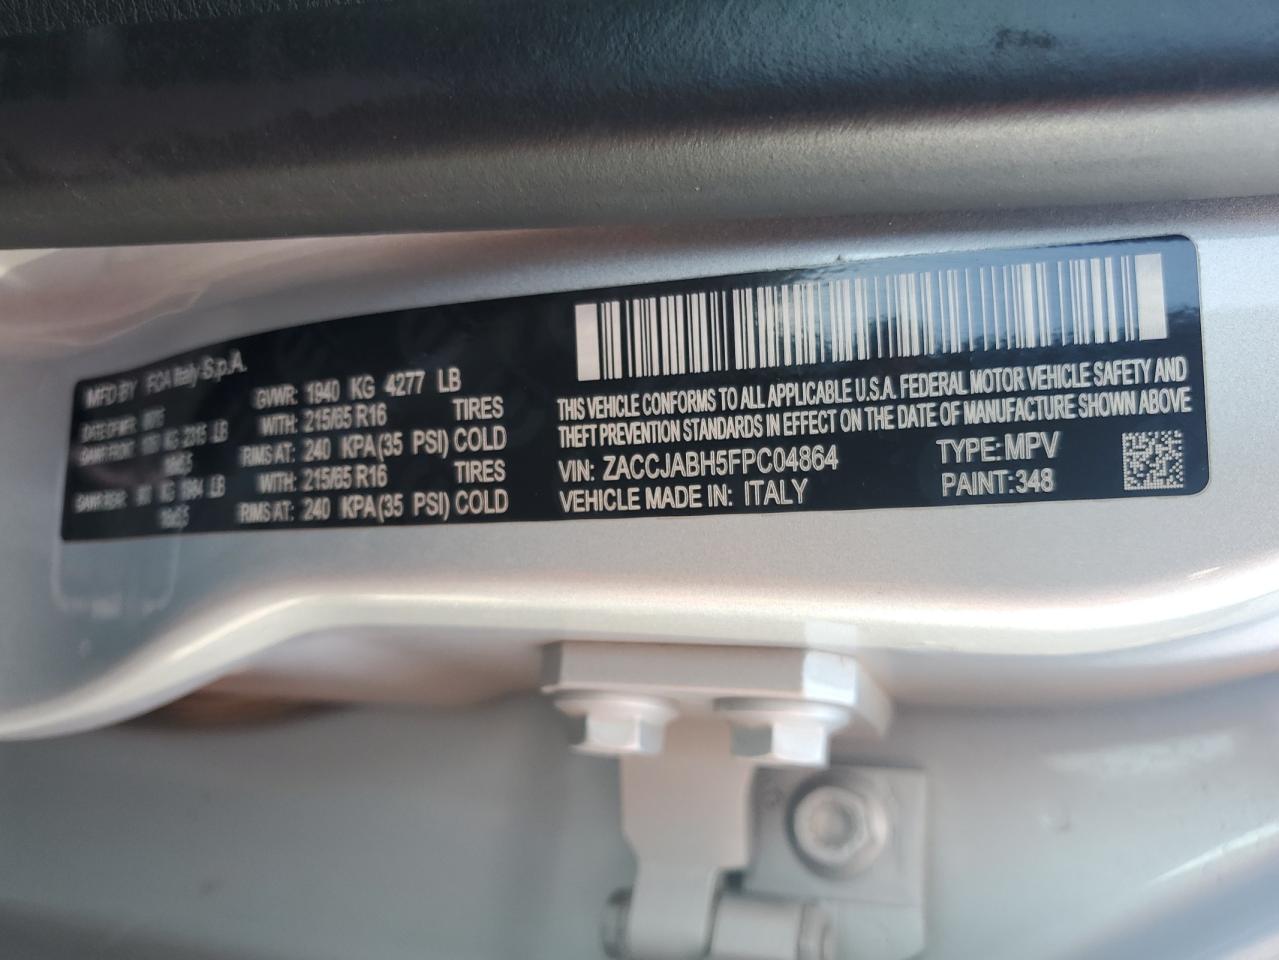 MFD BY FCA Italy S.p.A.
GVWR: 1940 KG 4277 LB
WITH: 215/65 R16 TIRES
RIMS AT: 240 KPA(35 PSI) COLD
WITH: 215/65 R16 TIRES
RIMS AT: 240 KPA(35 PSI) COLD
THIS VEHICLE CONFORMS TO ALL APPLICABLE U.S.A. FEDERAL MOTOR VEHICLE SAFETY AND
THEFT PREVENTION STANDARDS IN EFFECT ON THE DATE OF MANUFACTURE SHOWN ABOVE
VIN: ZACCJABH5FPC04864
VEHICLE MADE IN: ITALY
TYPE: MPV
PAINT: 348